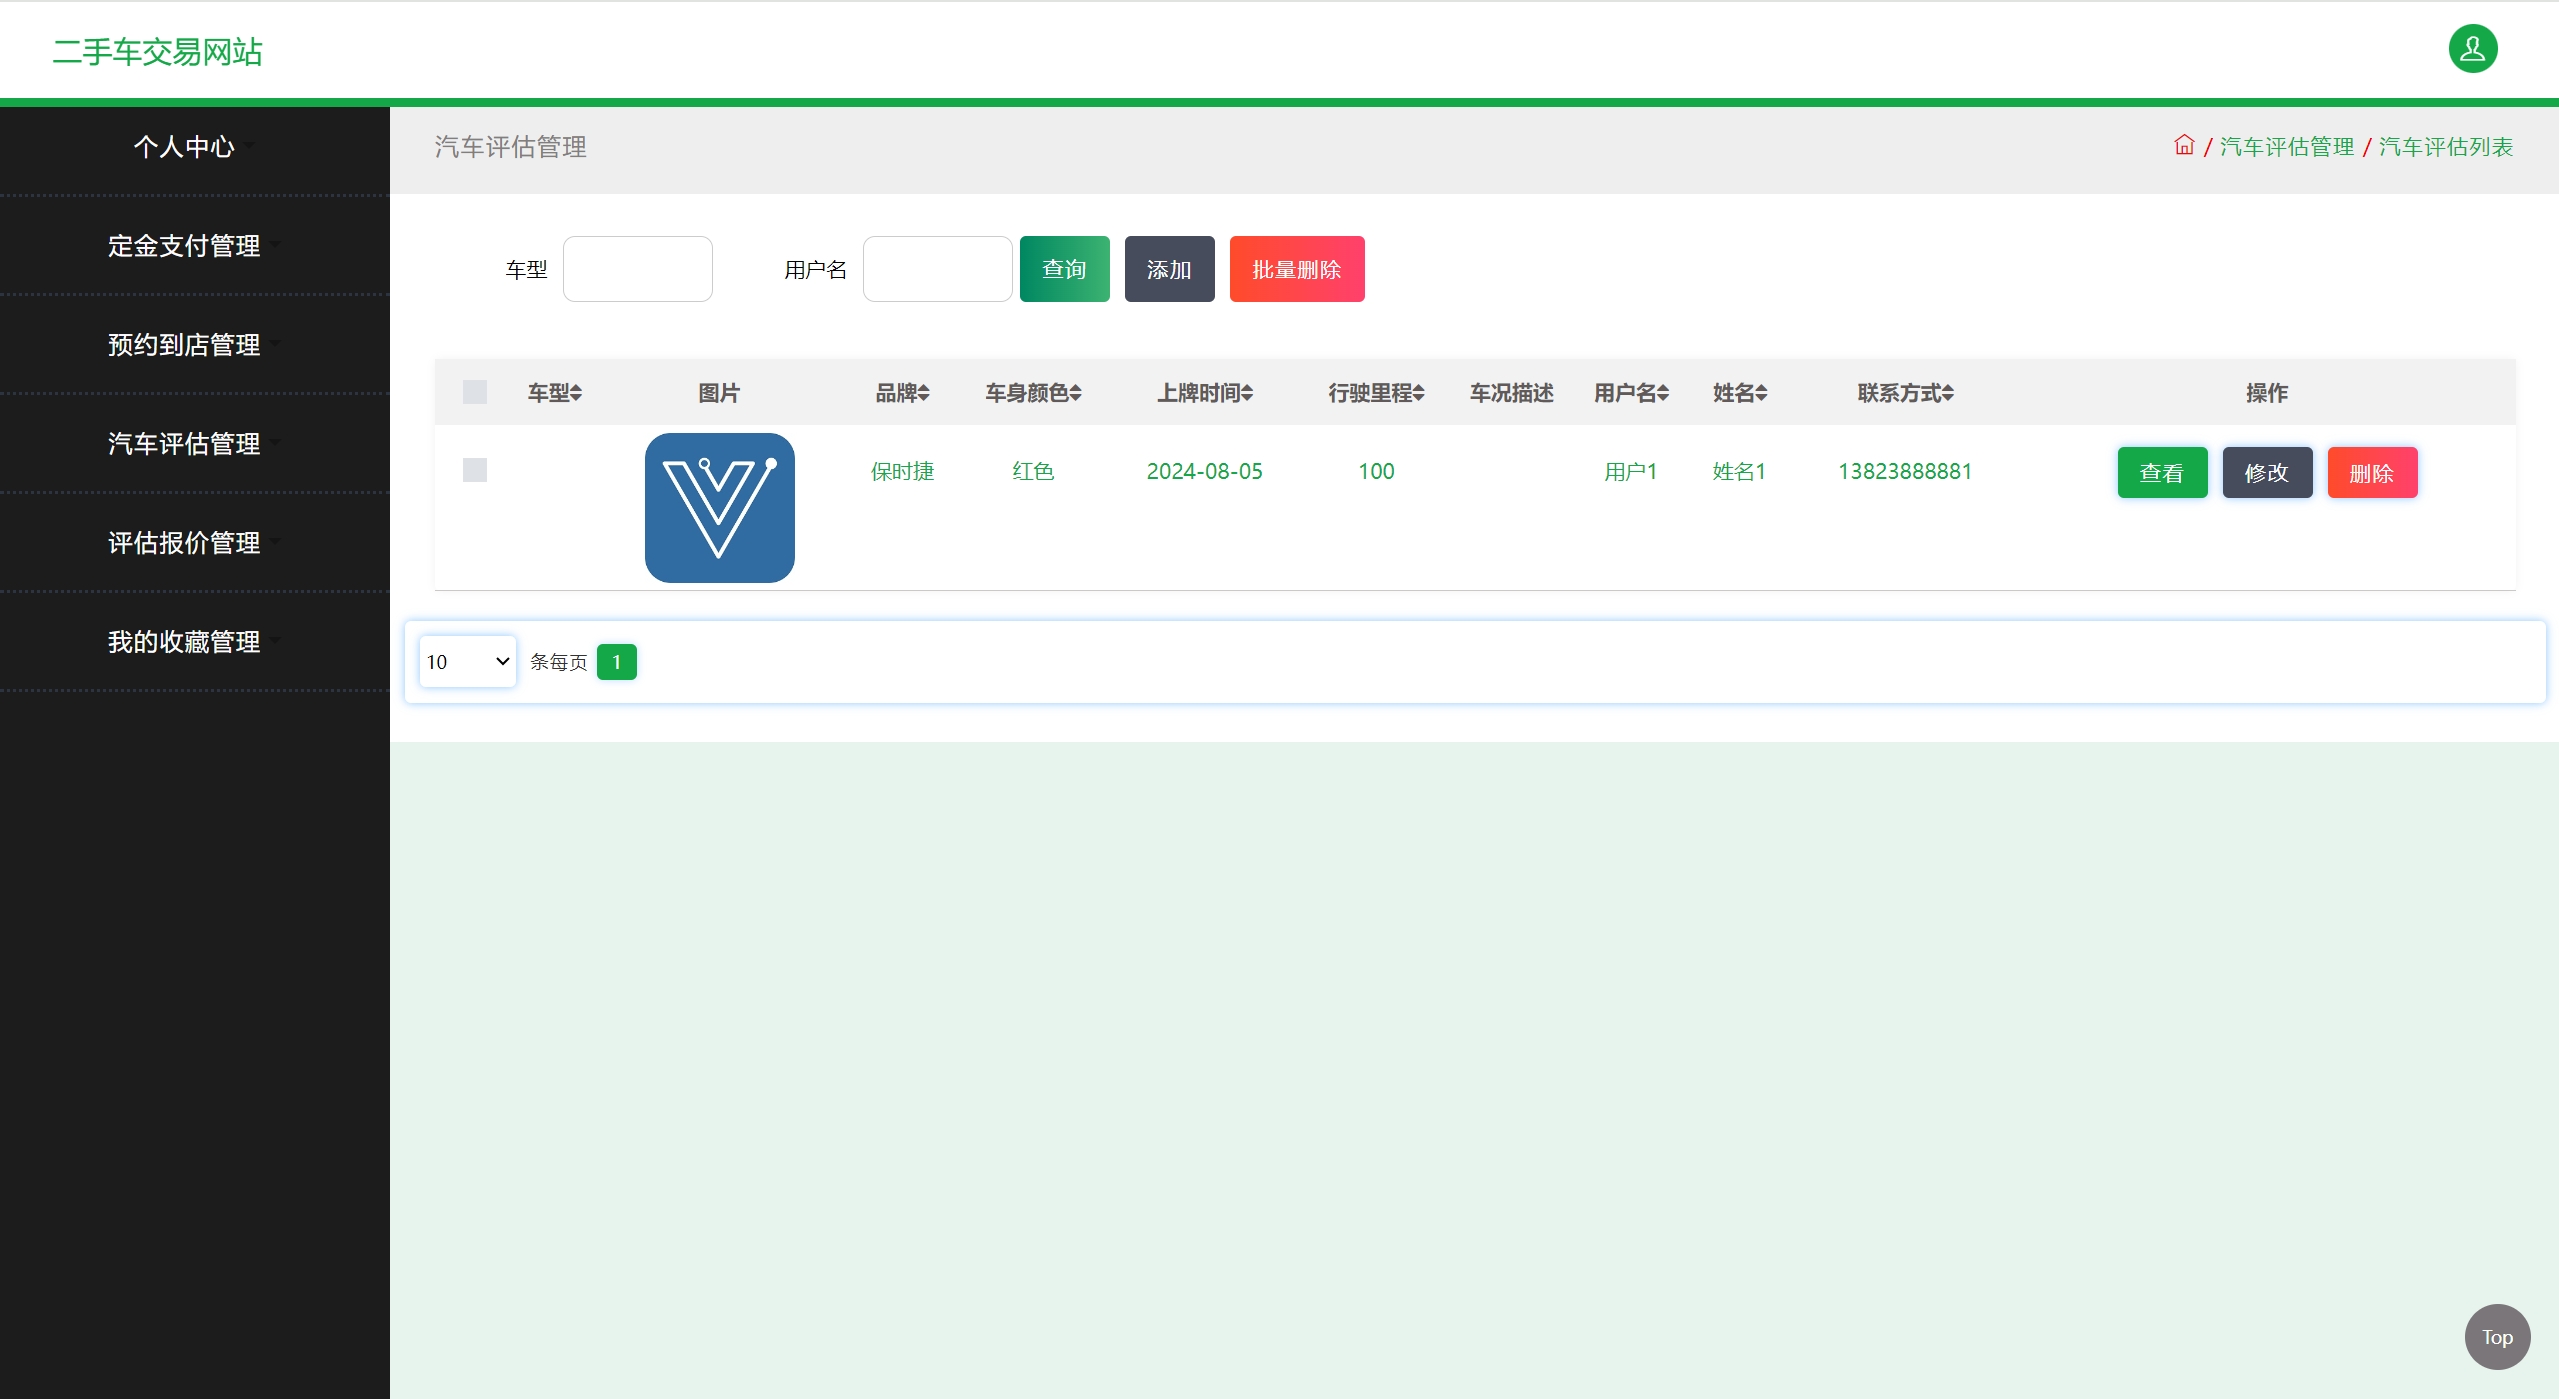 二手车交易网站
个人中心
定金支付管理
预约到店管理
汽车评估管理
评估报价管理
我的收藏管理
汽车评估管理
/ 汽车评估管理 / 汽车评估列表
车型 用户名 查询 添加 批量删除
车型 图片 品牌 车身颜色 上牌时间 行驶里程 车况描述 用户名 姓名 联系方式 操作
保时捷 红色 2024-08-05 100 用户1 姓名1 13823888881 查看 修改 删除
10 条每页 1
Top